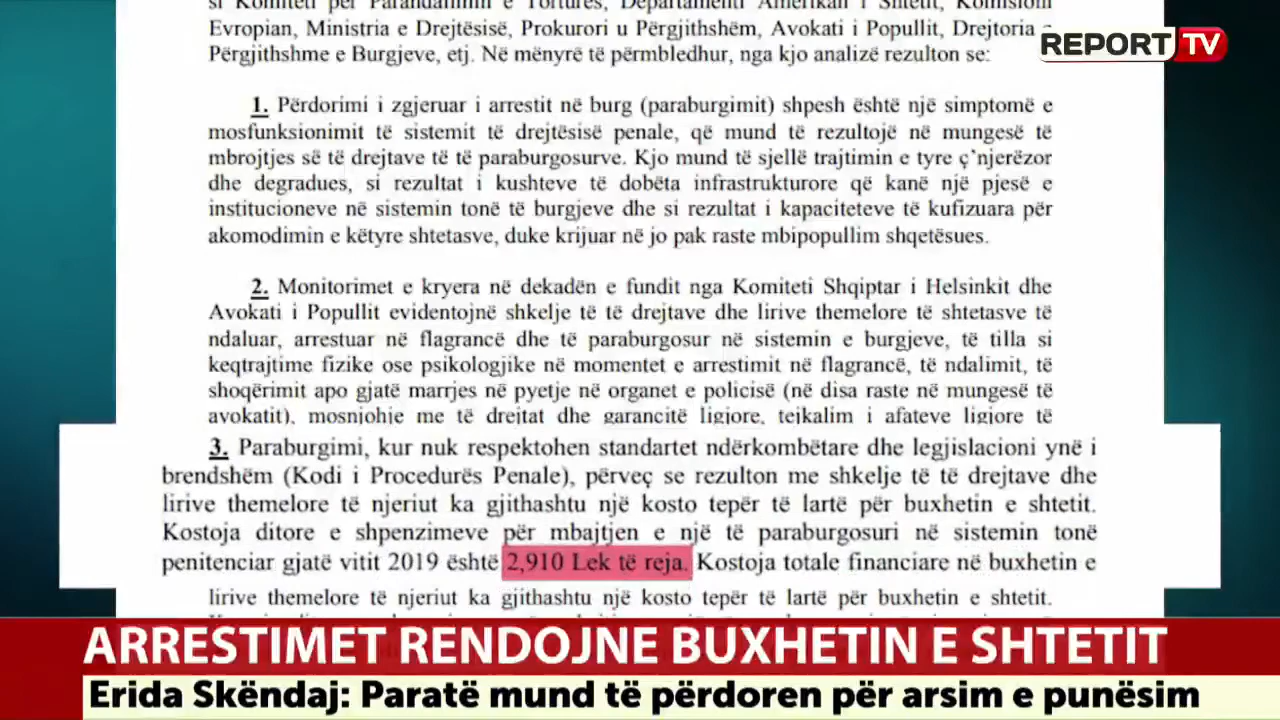 si Komiteti për Parandalimin e Torturës, Departamenti Amerikan i Shtetit, Komisioni
Evropian, Ministria e Drejtësisë, Prokurori u Përgjithshëm, Avokati i Popullit, Drejtoria e
Përgjithshme e Burgjeve, etj. Në mënyrë të përmbledhur, nga kjo analizë rezulton se:
REPORT TV
1. Përdorimi i zgjeruar i arrestit në burg (paraburgimit) shpesh është një simptomë e
mosfunksionimit të sistemit të drejtësisë penale, që mund të rezultojë në mungesë të
mbrojtjes së të drejtave të të paraburgosurve. Kjo mund të sjellë trajtimin e tyre ç'njerëzor
dhe degradues, si rezultat i kushteve të dobëta infrastrukturore që kanë një pjesë e
institucioneve në sistemin tonë të burgjeve dhe si rezultat i kapaciteteve të kufizuara për
akomodimin e këtyre shtetasve, duke krijuar në jo pak raste mbipopullim shqetësues.
2. Monitorimet e kryera në dekadën e fundit nga Komiteti Shqiptar i Helsinkit dhe
Avokati i Popullit evidentojnë shkelje të të drejtave dhe lirive themelore të shtetasve të
ndaluar, arrestuar në flagrancë dhe të paraburgosur në sistemin e burgjeve, të tilla si
keqtrajtime fizike ose psikologjike në momentet e arrestimit në flagrancë, të ndalimit, të
shoqërimit apo gjatë marrjes në pyetje në organet e policisë (në disa raste në mungesë të
avokatit), mosnjohje me të drejtat dhe garancitë ligjore, tejkalim i afateve ligjore të
3. Paraburgimi, kur nuk respektohen standartet ndërkombëtare dhe legjislacioni ynë i
brendshëm (Kodi i Procedurës Penale), përveç se rezulton me shkelje të të drejtave dhe
lirive themelore të njeriut ka gjithashtu një kosto tepër të lartë për buxhetin e shtetit.
Kostoja ditore e shpenzimeve për mbajtjen e një të paraburgosuri në sistemin tonë
penitenciar gjatë vitit 2019 është 2,910 Lek të reja. Kostoja totale financiare në buxhetin e
lirive themelore të njeriut ka gjithashtu një kosto tepër të lartë për buxhetin e shtetit.
ARRESTIMET RENDOJNE BUXHETIN E SHTETIT
Erida Skëndaj: Paratë mund të përdoren për arsim e punësim